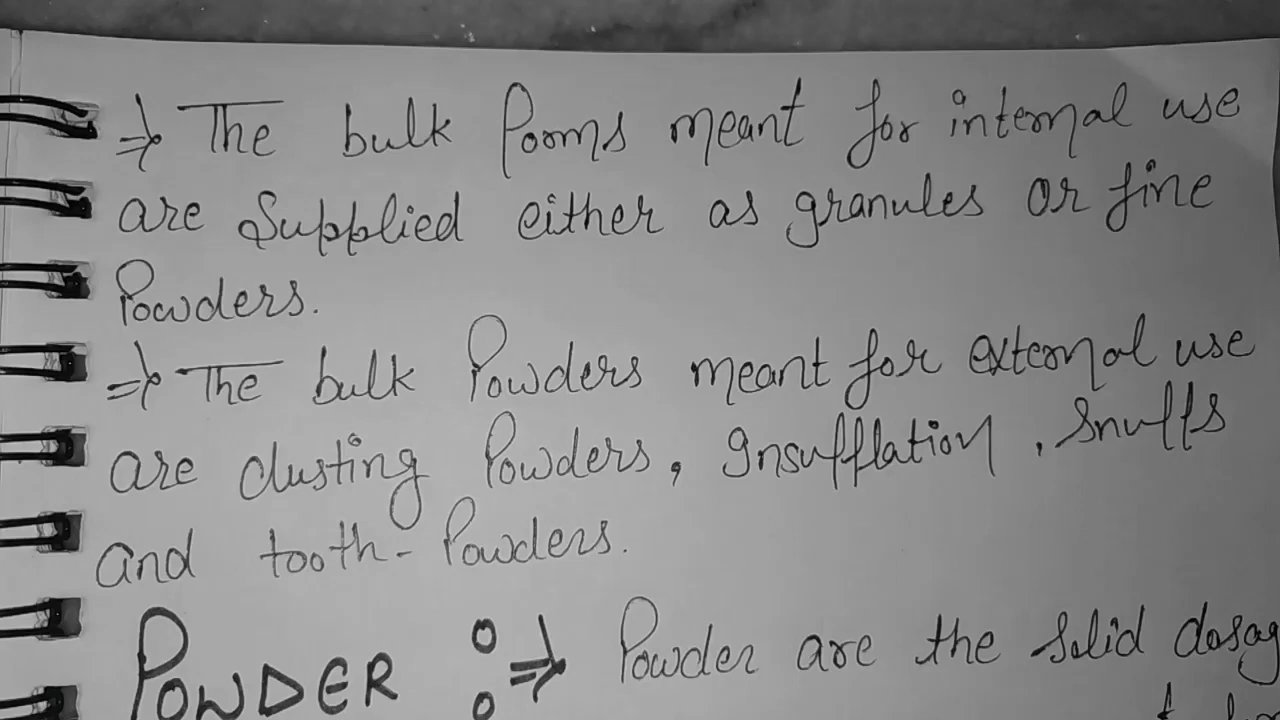 ⇒ The bulk Forms meant for internal use
are Supplied either as granules or fine
Powders.
⇒ The bulk Powders meant for external use
are dusting Powders, Insufflation, Snuffs
and tooth-Powders.
POWDER :⇒ Powder are the Solid dosag